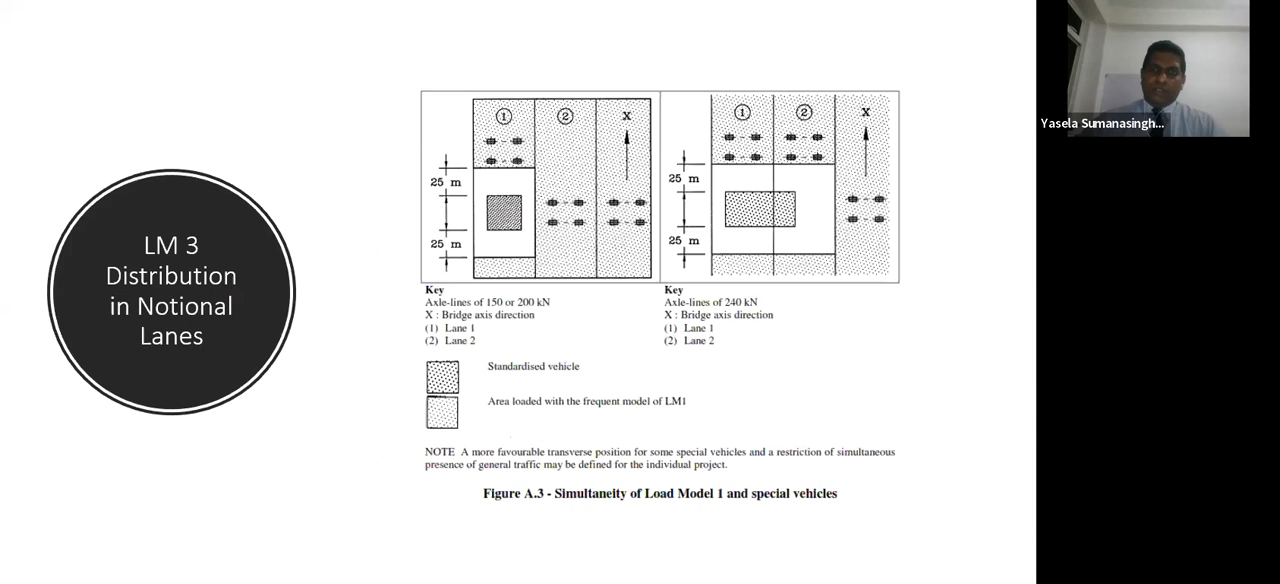 LM 3
Distribution
in Notional
Lanes
① ② X
25 m
25 m
Key
Axle-lines of 150 or 200 kN
X : Bridge axis direction
(1) Lane 1
(2) Lane 2
① ② X
25 m
25 m
Key
Axle-lines of 240 kN
X : Bridge axis direction
(1) Lane 1
(2) Lane 2
Standardised vehicle
Area loaded with the frequent model of LM1
NOTE A more favourable transverse position for some special vehicles and a restriction of simultaneous
presence of general traffic may be defined for the individual project.
Figure A.3 - Simultaneity of Load Model 1 and special vehicles
Yasela Sumanasingh...